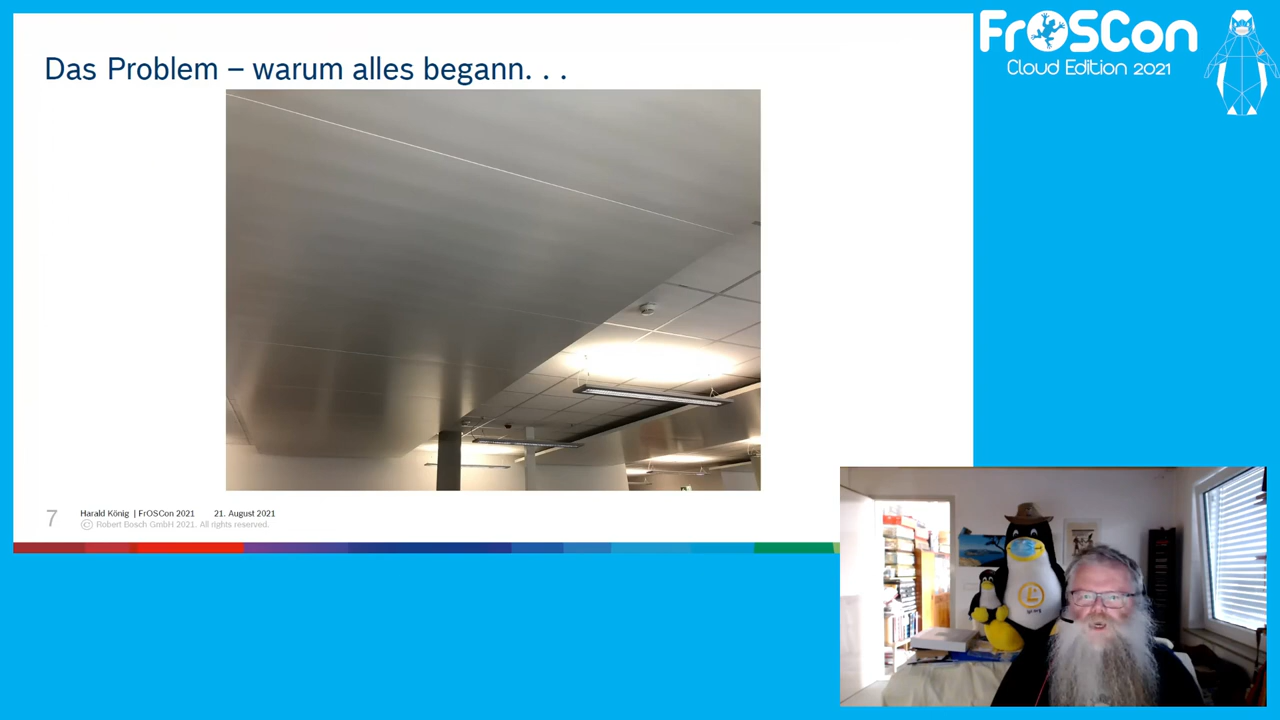 Das Problem – warum alles begann. . .
FrOSCon
Cloud Edition 2021
7
Harald König | FrOSCon 2021 21. August 2021
© Robert Bosch GmbH 2021. All rights reserved.